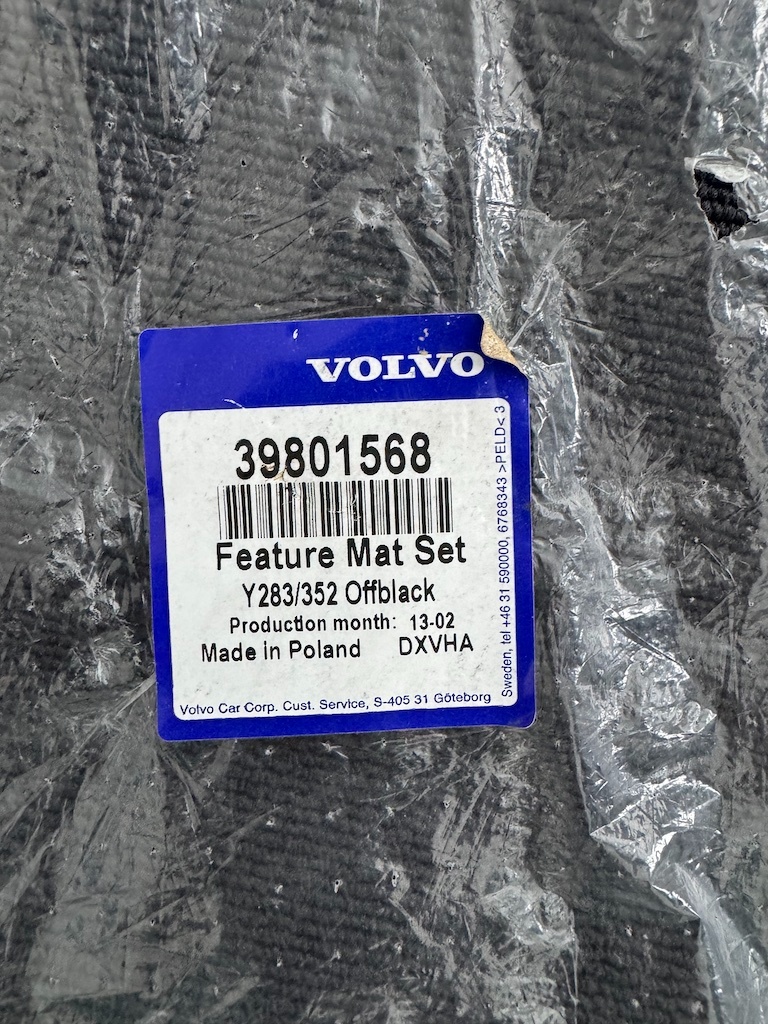 VOLVO
39801568
Feature Mat Set
Y283/352 Offblack
Production month: 13-02
Made in Poland DXVHA
Volvo Car Corp. Cust. Service, S-405 31 Göteborg
Sweden, tel +46 31 590000, 6768343 >PELD< 3